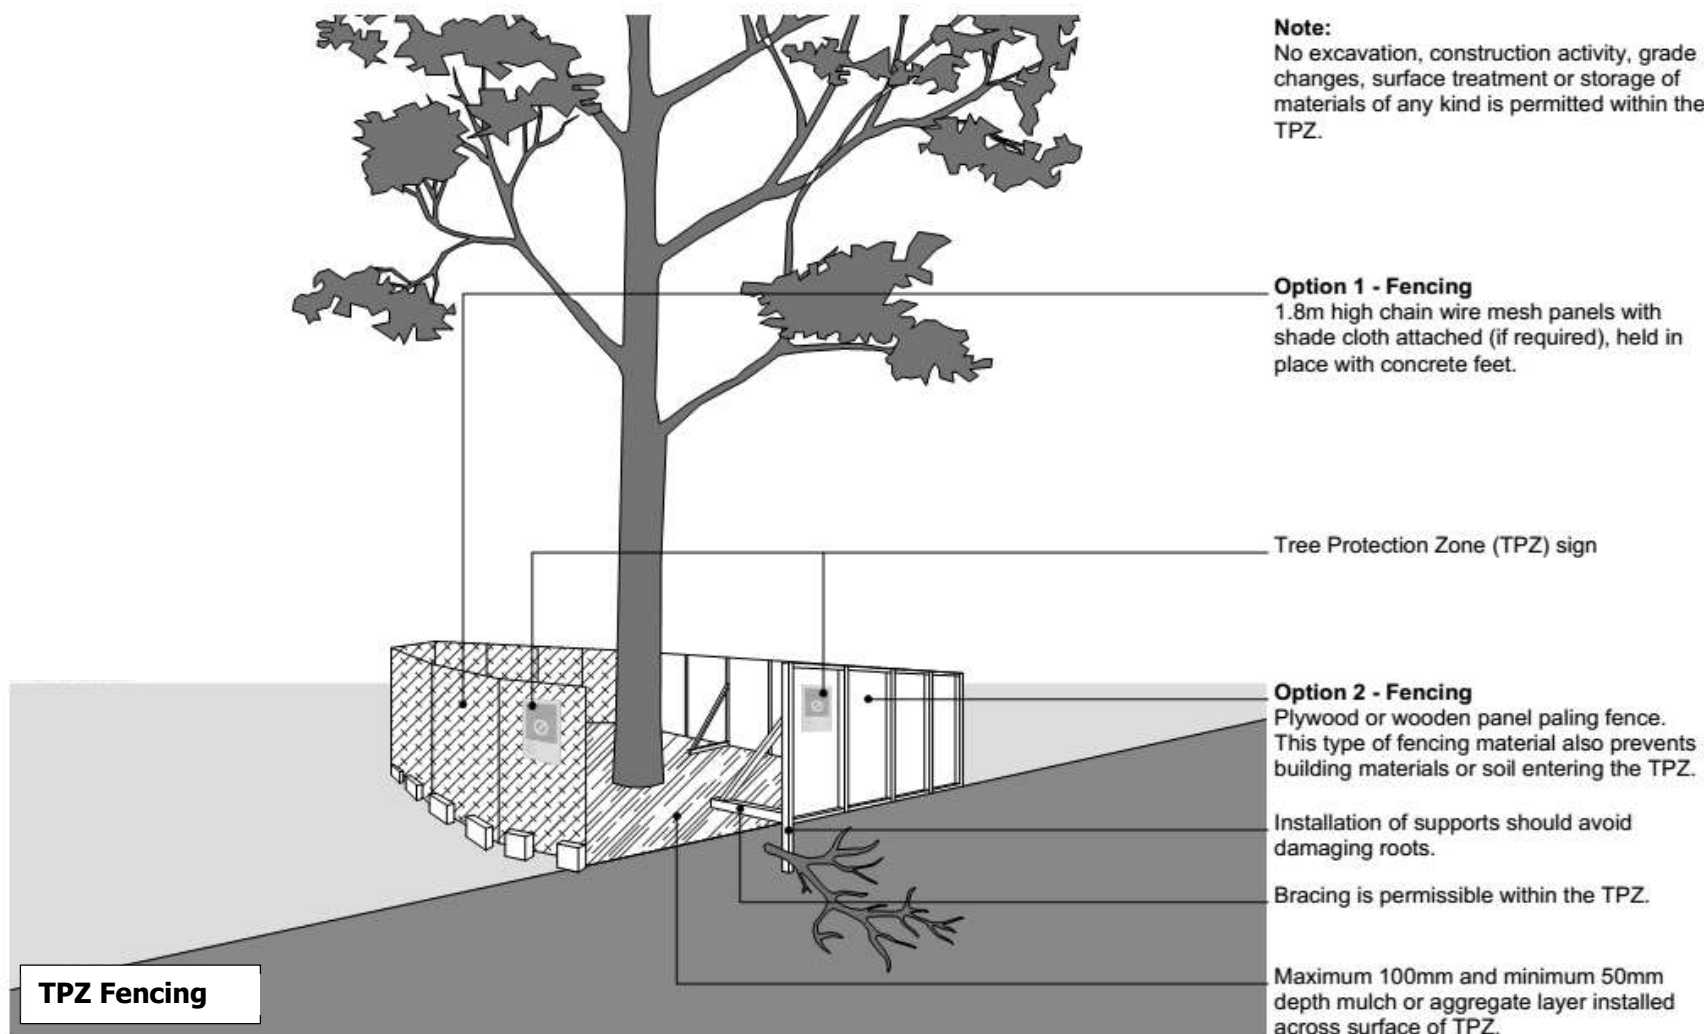 Note:
No excavation, construction activity, grade
changes, surface treatment or storage of
materials of any kind is permitted within the
TPZ.
Option 1 - Fencing
1.8m high chain wire mesh panels with
shade cloth attached (if required), held in
place with concrete feet.
Tree Protection Zone (TPZ) sign
Option 2 - Fencing
Plywood or wooden panel paling fence.
This type of fencing material also prevents
building materials or soil entering the TPZ.
Installation of supports should avoid
damaging roots.
Bracing is permissible within the TPZ.
Maximum 100mm and minimum 50mm
depth mulch or aggregate layer installed
across surface of TPZ.
TPZ Fencing